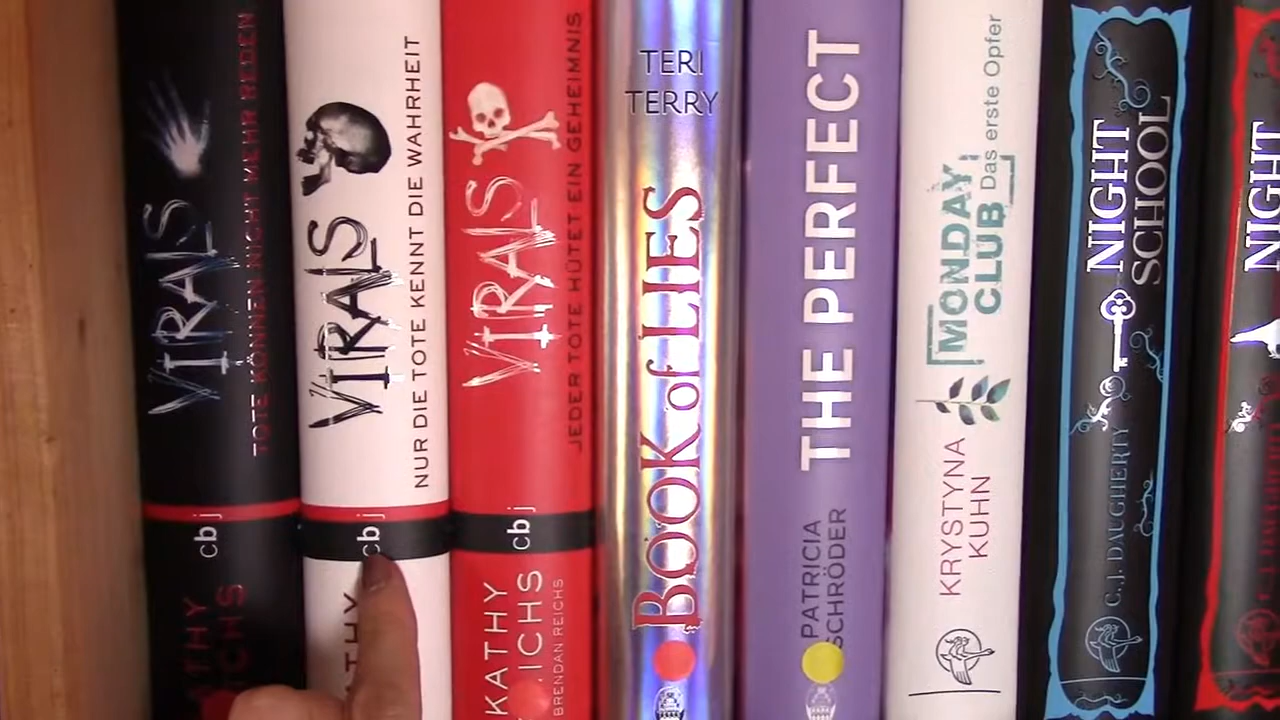 VIRALS
TOTE KÖNNEN NICHT MEHR REDEN
cbj
VIRALS
NUR DIE TOTE KENNT DIE WAHRHEIT
cbj
VIRALS
JEDER TOTE HÜTET EIN GEHEIMNIS
cbj
KATHY
BRENDAN REICHS
TERI
TERRY
BOOK of LIES
THE PERFECT
PATRICIA
SCHRÖDER
MONDAY
CLUB Das erste Opfer
KRYSTYNA
KUHN
NIGHT
SCHOOL
C.J. DAUGHERTY
NIGHT